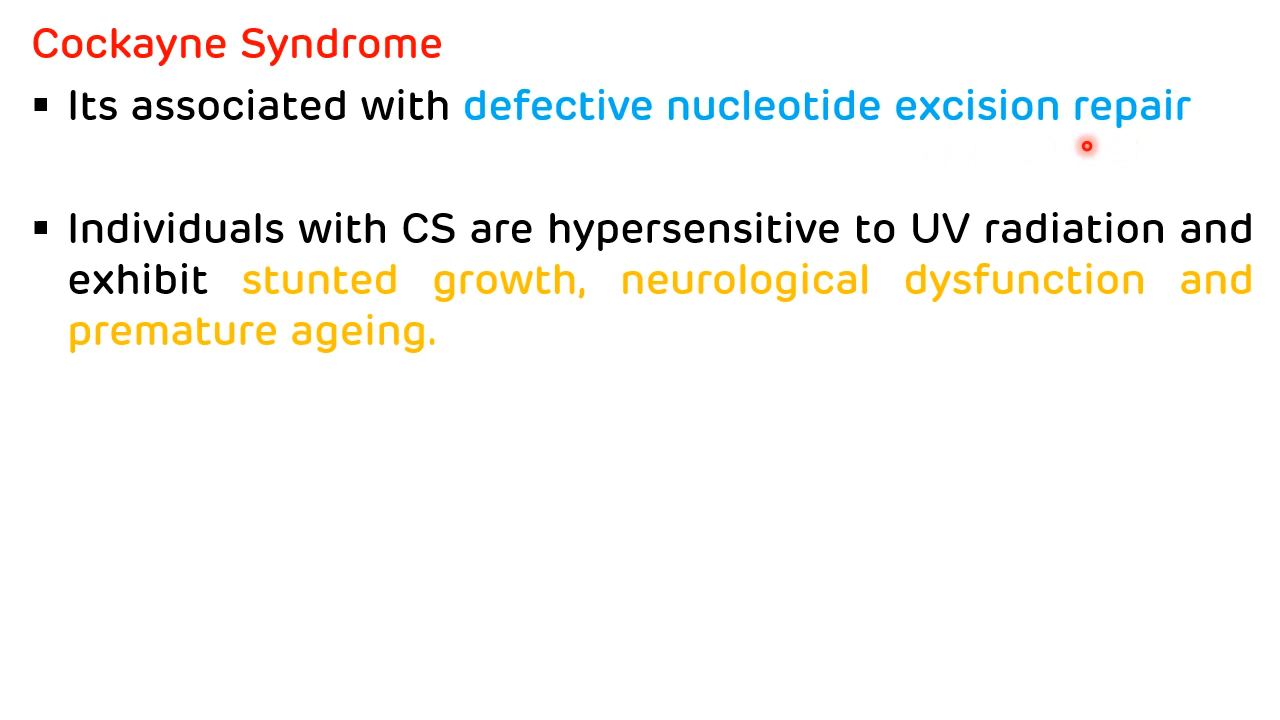 Cockayne Syndrome
▪ Its associated with defective nucleotide excision repair
▪ Individuals with CS are hypersensitive to UV radiation and
exhibit stunted growth, neurological dysfunction and
premature ageing.